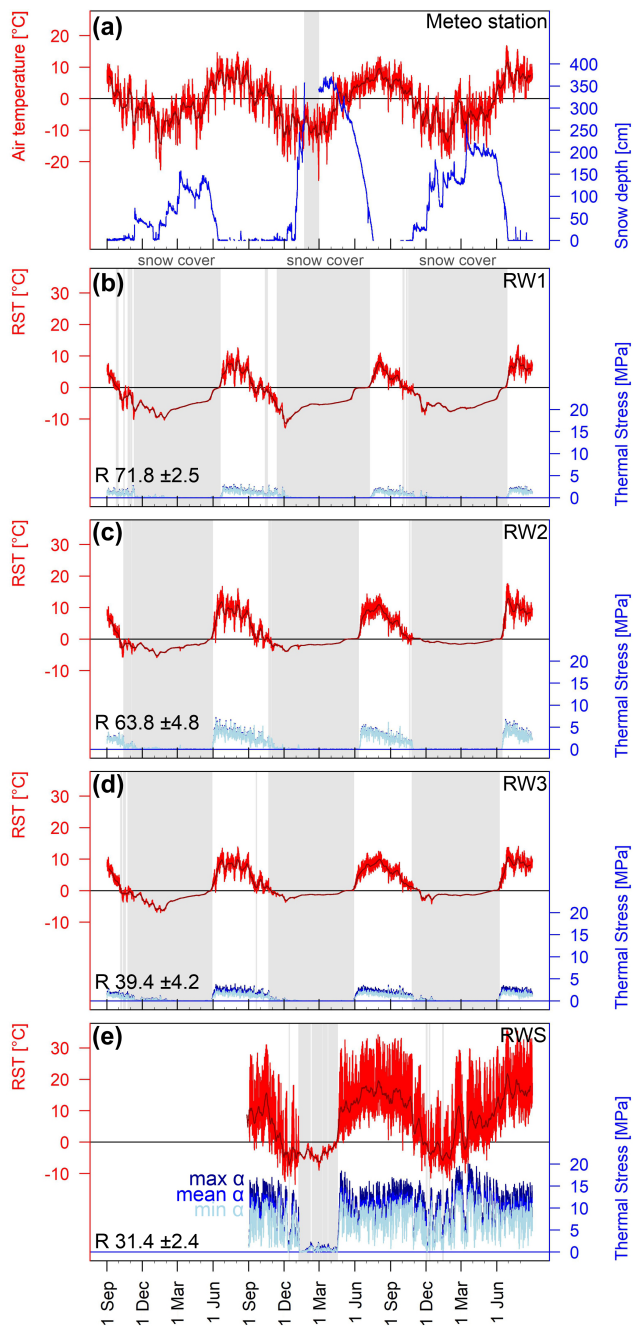 (a) Meteo station
Air temperature [°C]
20
10
0
-10
-20
400
350
300
250
200
150
100
50
0
Snow depth [cm]
snow cover snow cover snow cover
(b) RW1
RST [°C]
30
20
10
0
-10
20
15
10
5
0
Thermal Stress [MPa]
R 71.8 ±2.5
(c) RW2
RST [°C]
30
20
10
0
-10
20
15
10
5
0
Thermal Stress [MPa]
R 63.8 ±4.8
(d) RW3
RST [°C]
30
20
10
0
-10
20
15
10
5
0
Thermal Stress [MPa]
R 39.4 ±4.2
(e) RWS
RST [°C]
30
20
10
0
-10
20
15
10
5
0
Thermal Stress [MPa]
max α
mean α
min α
R 31.4 ±2.4
1 Sep
1 Dec
1 Mar
1 Jun
1 Sep
1 Dec
1 Mar
1 Jun
1 Sep
1 Dec
1 Mar
1 Jun